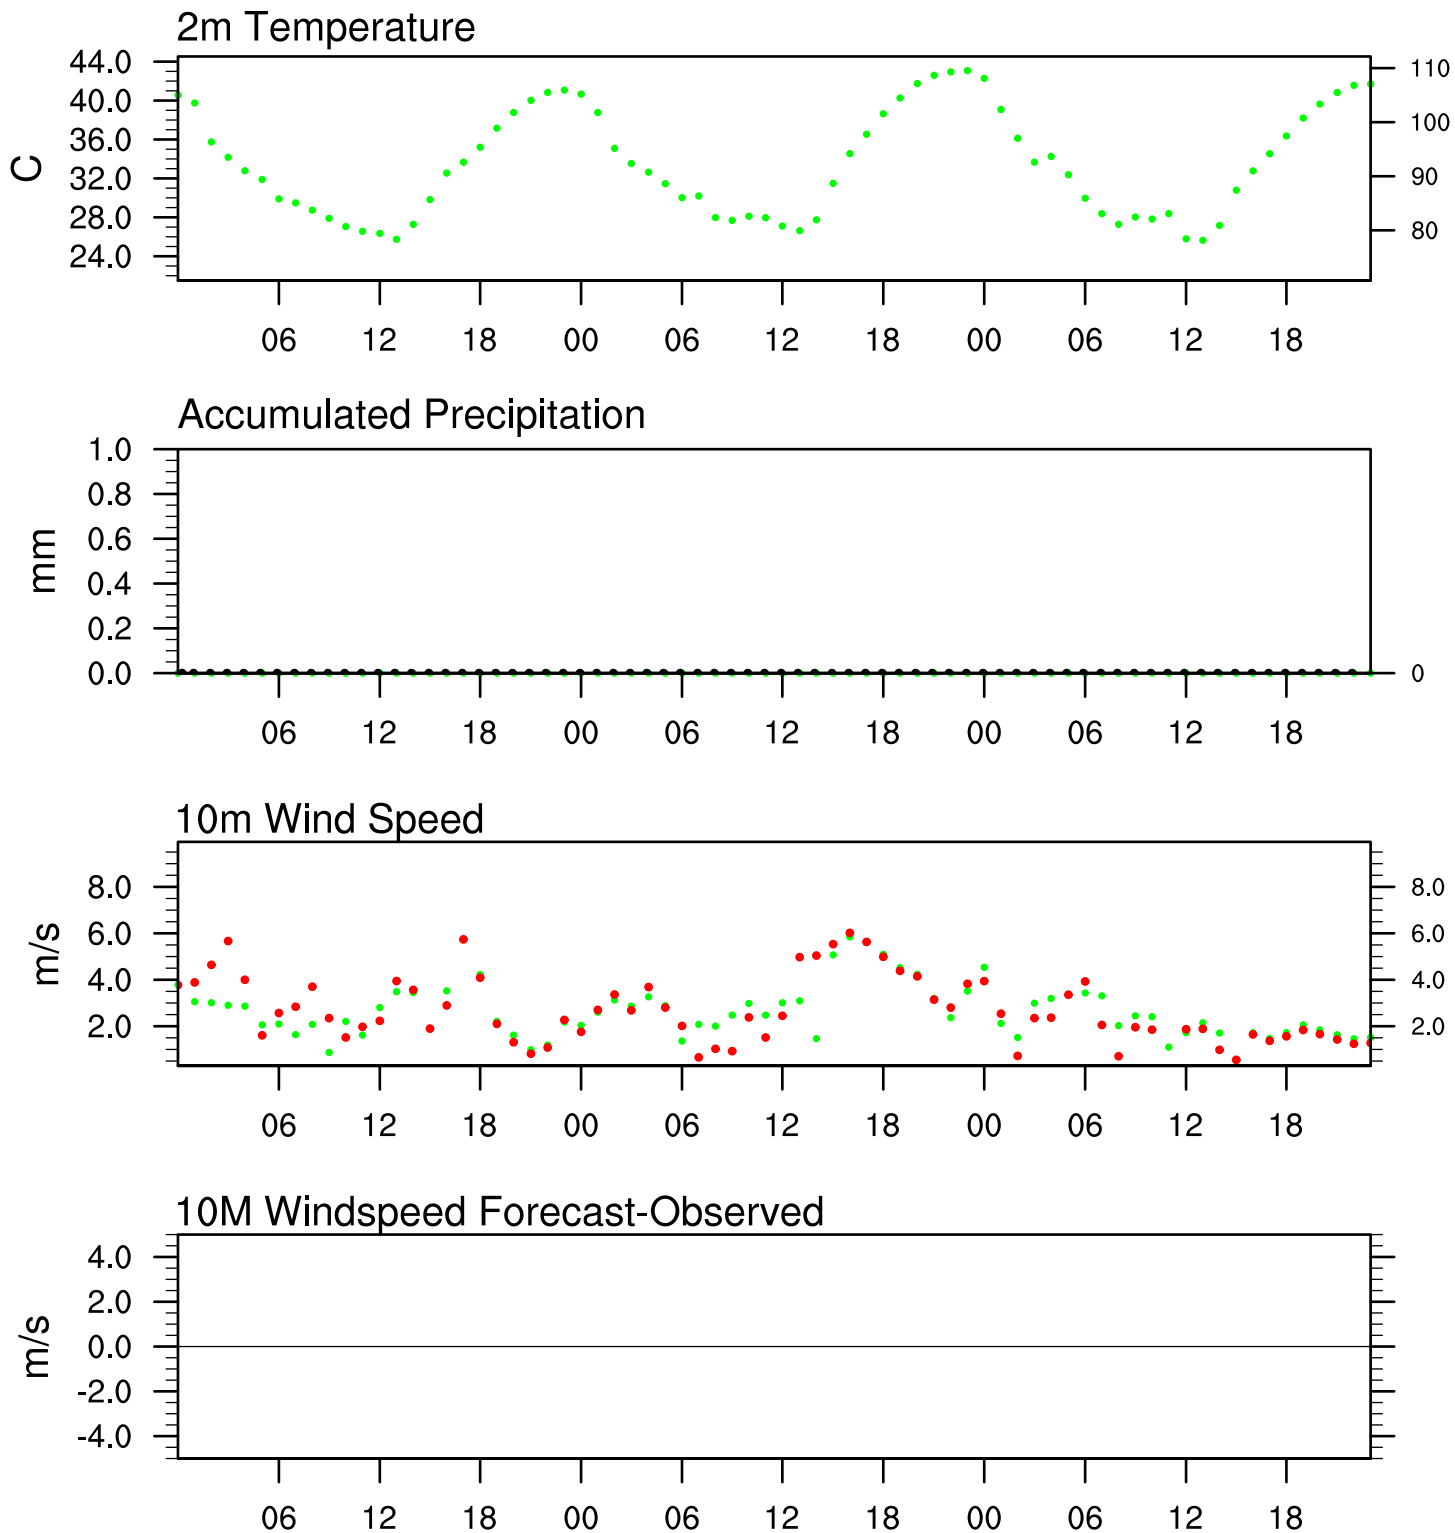 2m Temperature
44.0
40.0
36.0
32.0
28.0
24.0
C
110
100
90
80
06 12 18 00 06 12 18 00 06 12 18
Accumulated Precipitation
1.0
0.8
0.6
0.4
0.2
0.0
mm
0
06 12 18 00 06 12 18 00 06 12 18
10m Wind Speed
8.0
6.0
4.0
2.0
m/s
8.0
6.0
4.0
2.0
06 12 18 00 06 12 18 00 06 12 18
10M Windspeed Forecast-Observed
4.0
2.0
0.0
-2.0
-4.0
m/s
06 12 18 00 06 12 18 00 06 12 18